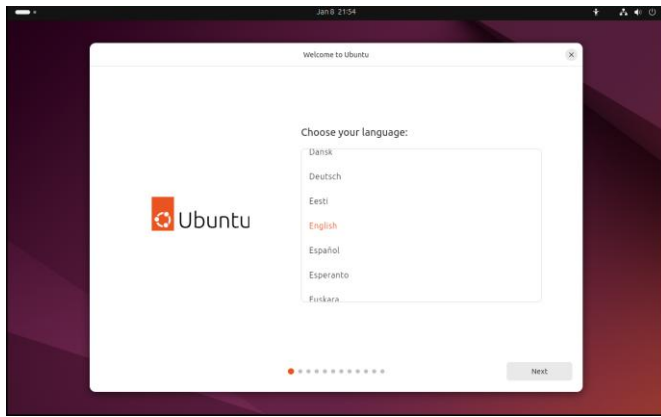 Jan 8 21:54
Welcome to Ubuntu
Choose your language:
Dansk
Deutsch
Eesti
English
Ubuntu
Español
Esperanto
Euskara
Next